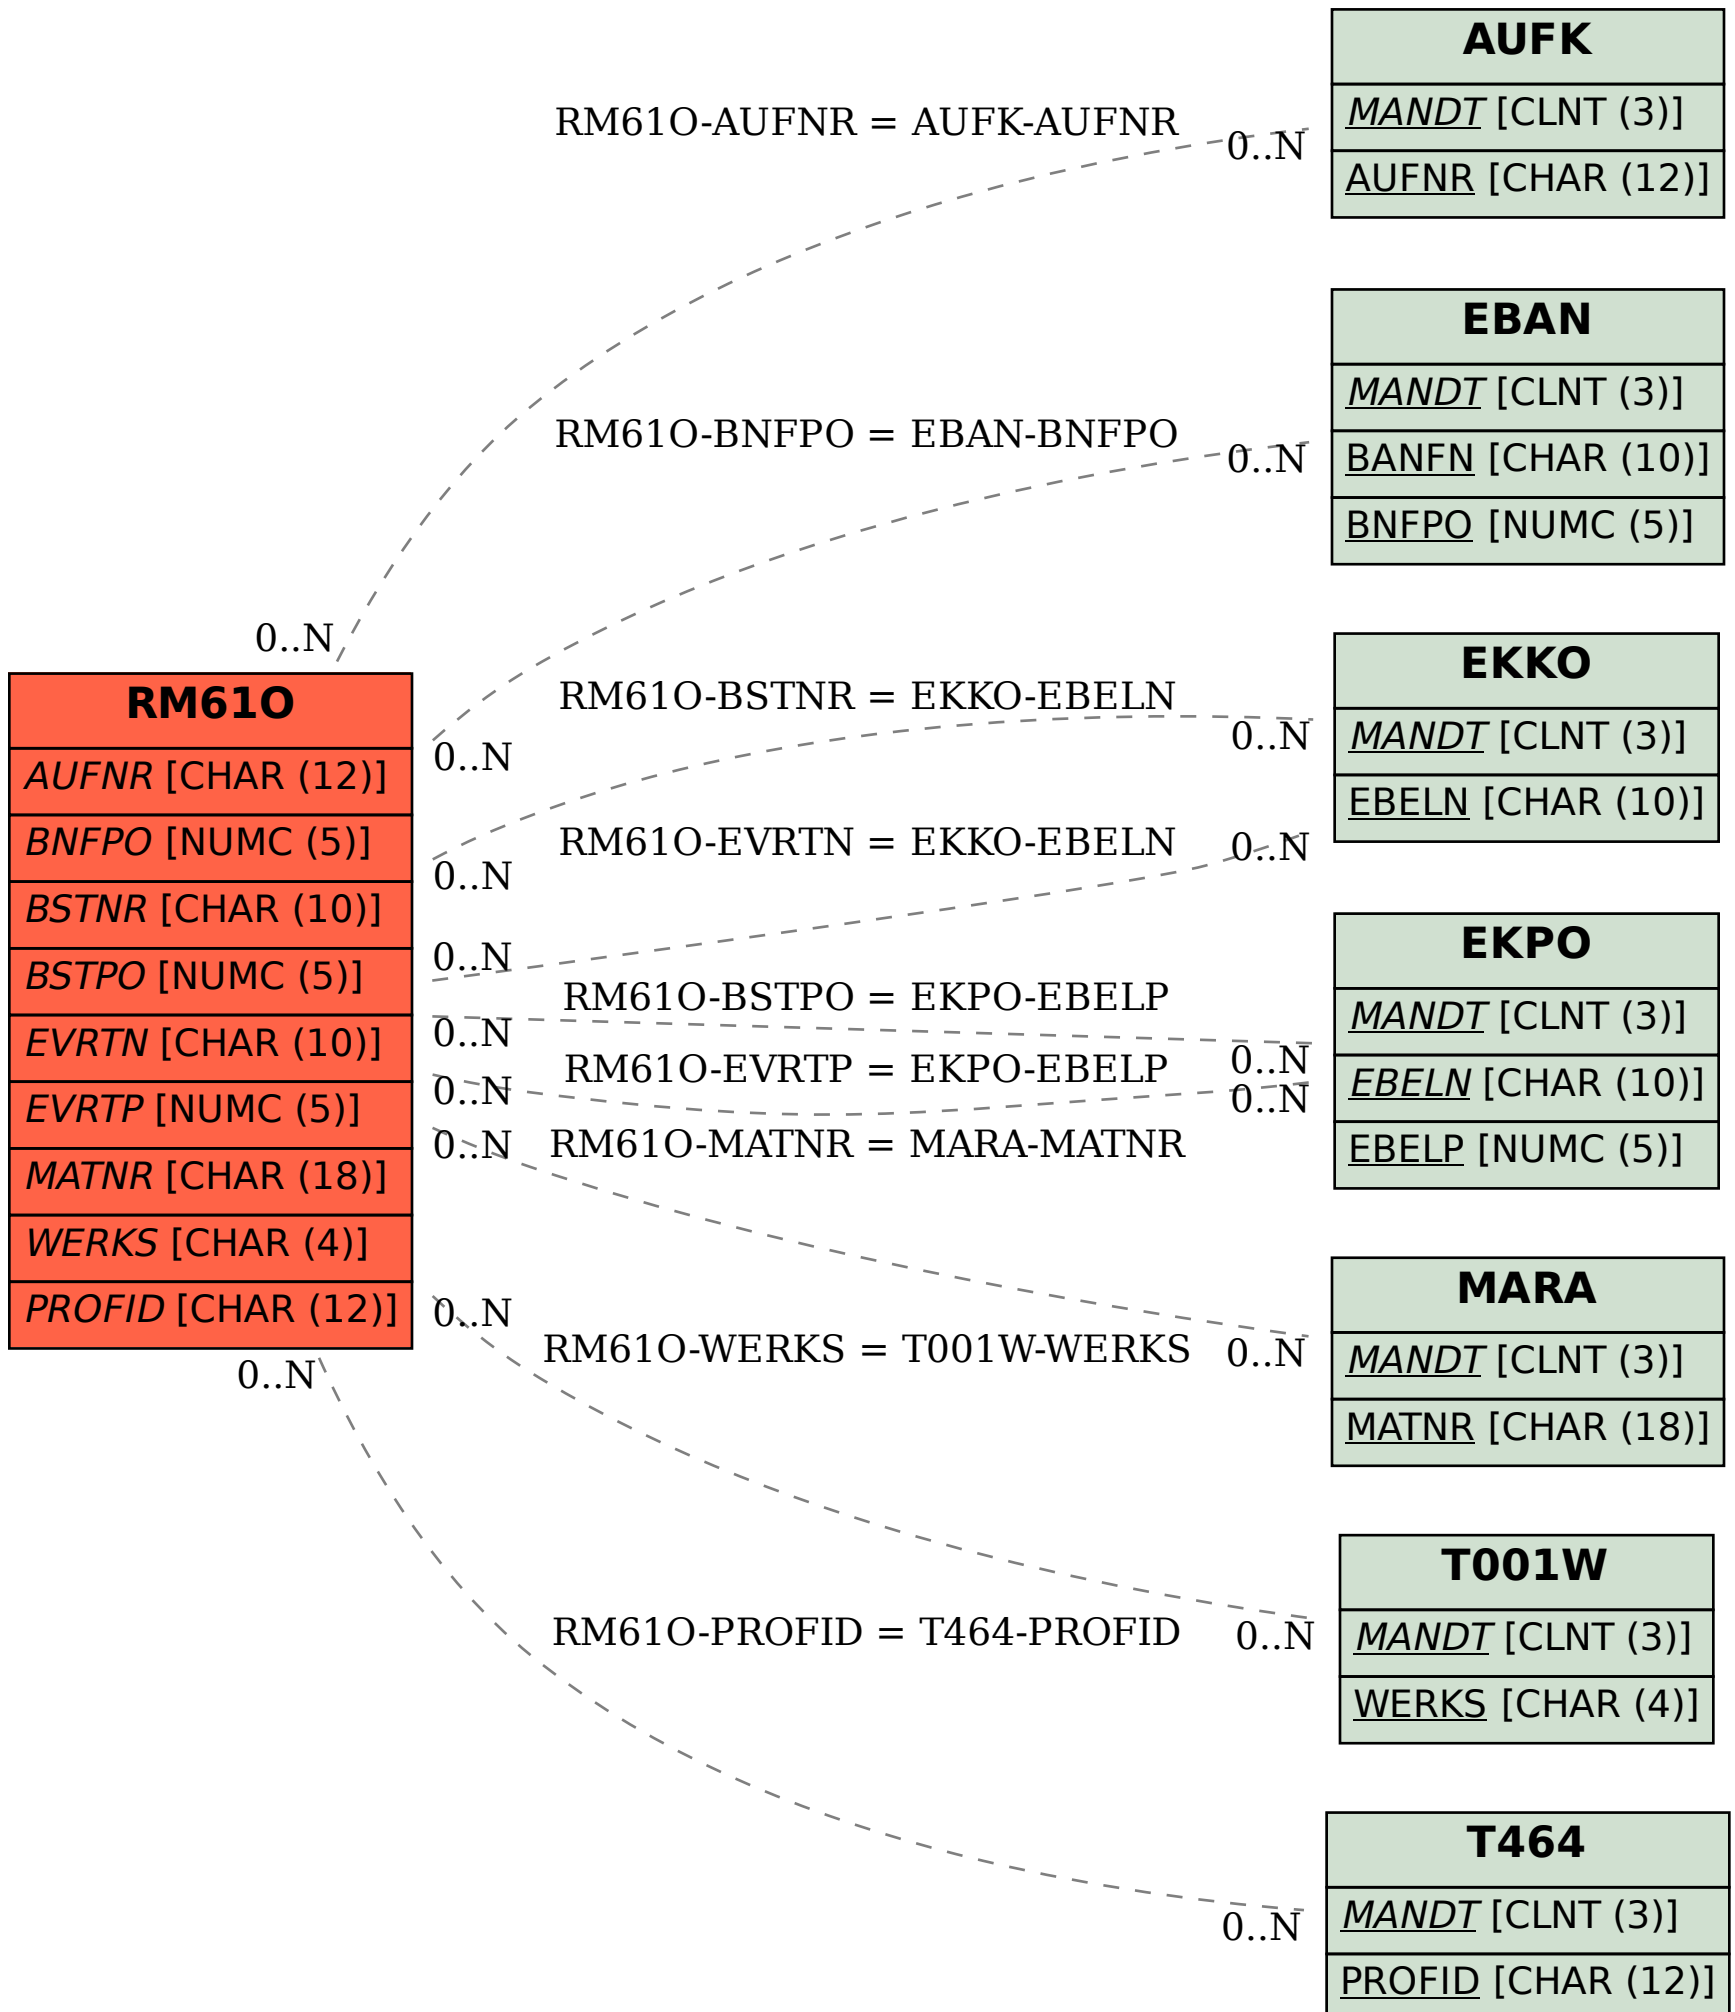 AUFK
MANDT [CLNT (3)]
AUFNR [CHAR (12)]
RM61O-AUFNR = AUFK-AUFNR
0..N
0..N
EBAN
MANDT [CLNT (3)]
BANFN [CHAR (10)]
BNFPO [NUMC (5)]
RM61O-BNFPO = EBAN-BNFPO
0..N
0..N
EKKO
MANDT [CLNT (3)]
EBELN [CHAR (10)]
RM61O-BSTNR = EKKO-EBELN
0..N
0..N
RM61O-EVRTN = EKKO-EBELN
0..N
0..N
RM61O
AUFNR [CHAR (12)]
BNFPO [NUMC (5)]
BSTNR [CHAR (10)]
BSTPO [NUMC (5)]
EVRTN [CHAR (10)]
EVRTP [NUMC (5)]
MATNR [CHAR (18)]
WERKS [CHAR (4)]
PROFID [CHAR (12)]
EKPO
MANDT [CLNT (3)]
EBELN [CHAR (10)]
EBELP [NUMC (5)]
RM61O-BSTPO = EKPO-EBELP
0..N
0..N
RM61O-EVRTP = EKPO-EBELP
0..N
0..N
RM61O-MATNR = MARA-MATNR
0..N
0..N
MARA
MANDT [CLNT (3)]
MATNR [CHAR (18)]
RM61O-WERKS = T001W-WERKS
0..N
0..N
T001W
MANDT [CLNT (3)]
WERKS [CHAR (4)]
RM61O-PROFID = T464-PROFID
0..N
0..N
T464
MANDT [CLNT (3)]
PROFID [CHAR (12)]